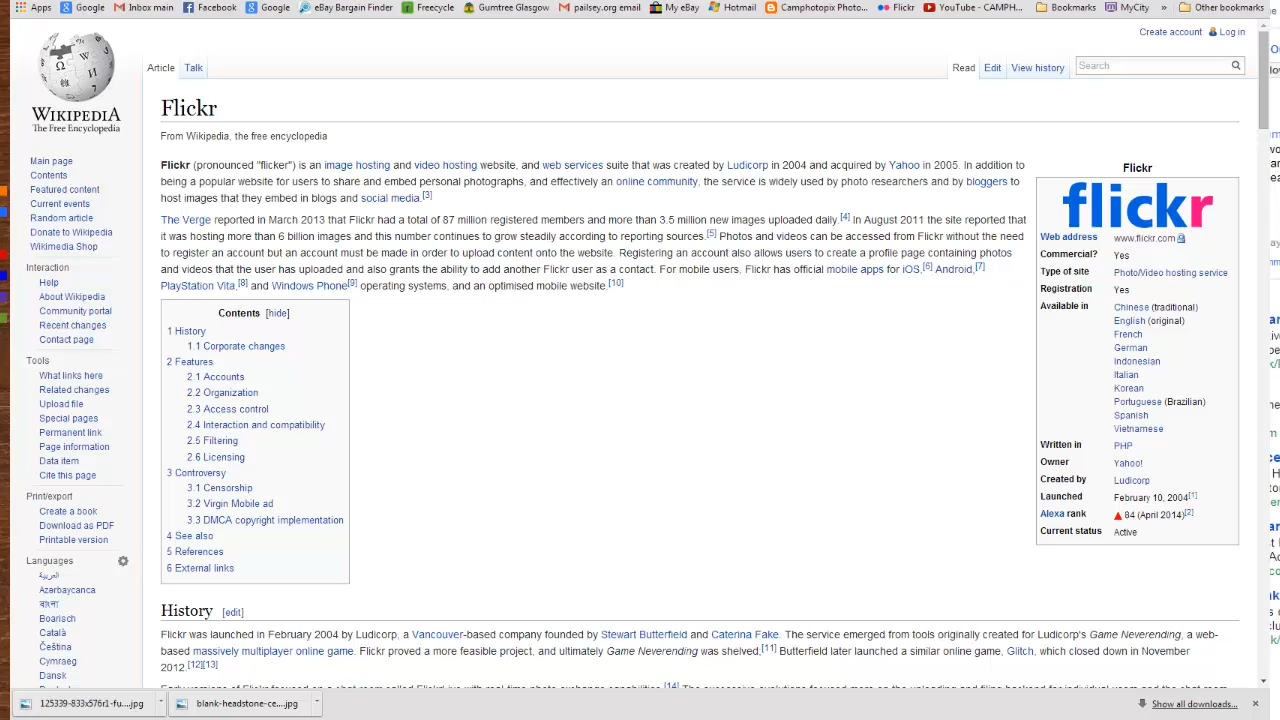 Apps Google Inbox main Facebook Google eBay Bargain Finder Freecycle Gumtree Glasgow pailsey.org email My eBay Hotmail Camphotopix Photo... Flickr YouTube - CAMPH... Bookmarks MyCity » Other bookmarks
Create account Log in
Article Talk Read Edit View history Search
WIKIPEDIA
The Free Encyclopedia
Main page
Contents
Featured content
Current events
Random article
Donate to Wikipedia
Wikimedia Shop
Interaction
Help
About Wikipedia
Community portal
Recent changes
Contact page
Tools
What links here
Related changes
Upload file
Special pages
Permanent link
Page information
Data item
Cite this page
Print/export
Create a book
Download as PDF
Printable version
Languages
العربية
Azərbaycanca
বাংলা
Boarisch
Català
Čeština
Cymraeg
Dansk
Flickr
From Wikipedia, the free encyclopedia
Flickr (pronounced "flicker") is an image hosting and video hosting website, and web services suite that was created by Ludicorp in 2004 and acquired by Yahoo in 2005. In addition to
being a popular website for users to share and embed personal photographs, and effectively an online community, the service is widely used by photo researchers and by bloggers to
host images that they embed in blogs and social media.[3]
The Verge reported in March 2013 that Flickr had a total of 87 million registered members and more than 3.5 million new images uploaded daily.[4] In August 2011 the site reported that
it was hosting more than 6 billion images and this number continues to grow steadily according to reporting sources.[5] Photos and videos can be accessed from Flickr without the need
to register an account but an account must be made in order to upload content onto the website. Registering an account also allows users to create a profile page containing photos
and videos that the user has uploaded and also grants the ability to add another Flickr user as a contact. For mobile users, Flickr has official mobile apps for iOS,[6] Android,[7]
PlayStation Vita,[8] and Windows Phone[9] operating systems, and an optimised mobile website.[10]
Contents [hide]
1 History
1.1 Corporate changes
2 Features
2.1 Accounts
2.2 Organization
2.3 Access control
2.4 Interaction and compatibility
2.5 Filtering
2.6 Licensing
3 Controversy
3.1 Censorship
3.2 Virgin Mobile ad
3.3 DMCA copyright implementation
4 See also
5 References
6 External links
Flickr
flickr
Web address www.flickr.com
Commercial? Yes
Type of site Photo/Video hosting service
Registration Yes
Available in Chinese (traditional)
English (original)
French
German
Indonesian
Italian
Korean
Portuguese (Brazilian)
Spanish
Vietnamese
Written in PHP
Owner Yahoo!
Created by Ludicorp
Launched February 10, 2004[1]
Alexa rank 84 (April 2014)[2]
Current status Active
History [edit]
Flickr was launched in February 2004 by Ludicorp, a Vancouver-based company founded by Stewart Butterfield and Caterina Fake. The service emerged from tools originally created for Ludicorp's Game Neverending, a web-
based massively multiplayer online game. Flickr proved a more feasible project, and ultimately Game Neverending was shelved.[11] Butterfield later launched a similar online game, Glitch, which closed down in November
2012.[12][13]
125339-833x576r1-fu....jpg blank-headstone-ce....jpg Show all downloads...